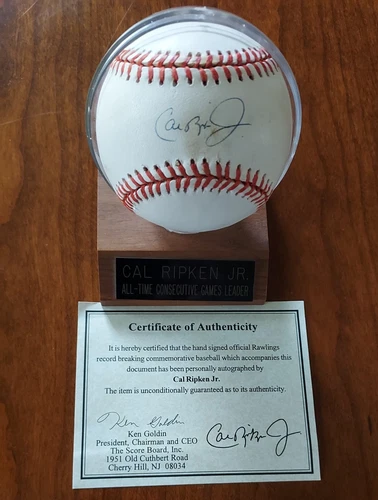 Cal Ripken Jr.
CAL RIPKEN JR.
ALL-TIME CONSECUTIVE GAMES LEADER
Certificate of Authenticity
It is hereby certified that the hand signed official Rawlings
record breaking commemorative baseball which accompanies this
document has been personally autographed by
Cal Ripken Jr.
The item is unconditionally guaranteed as to its authenticity.
Ken Goldin
Ken Goldin
President, Chairman and CEO
The Score Board, Inc.
1951 Old Cuthbert Road
Cherry Hill, NJ 08034
Cal Ripken Jr.